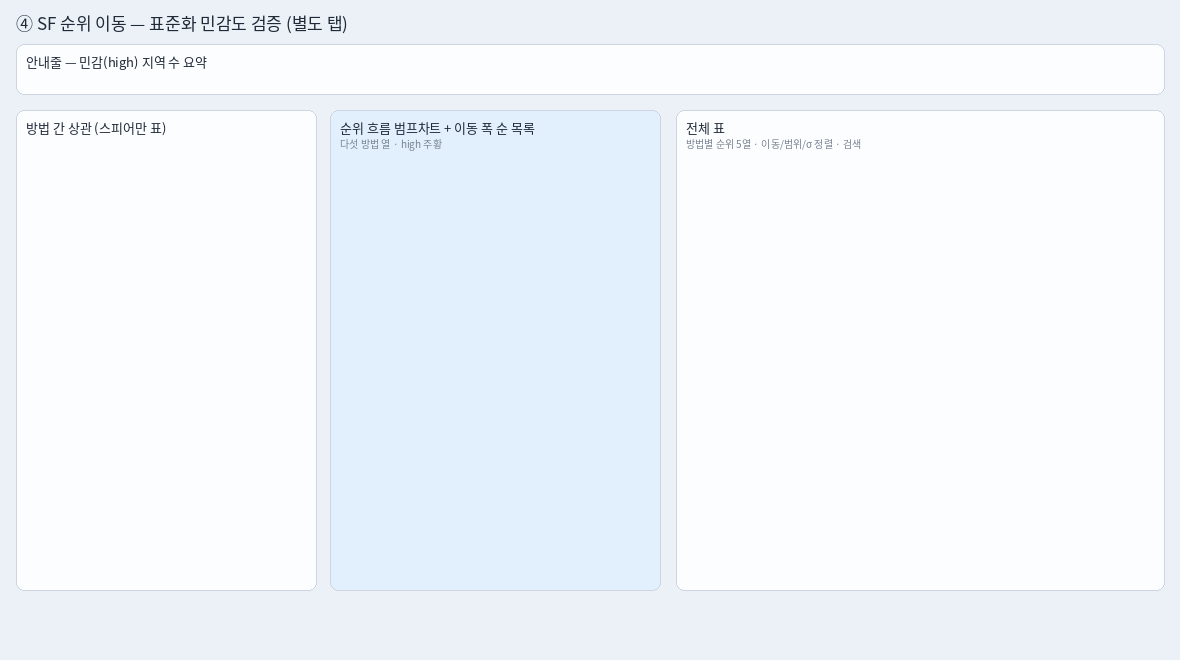 ④ SF 순위 이동 — 표준화 민감도 검증 (별도 탭)
안내줄 — 민감(high) 지역 수 요약
방법 간 상관 (스피어만 표)
순위 흐름 범프차트 + 이동 폭 순 목록
다섯 방법 열 · high 주황
전체 표
방법별 순위 5열 · 이동/범위/σ 정렬 · 검색